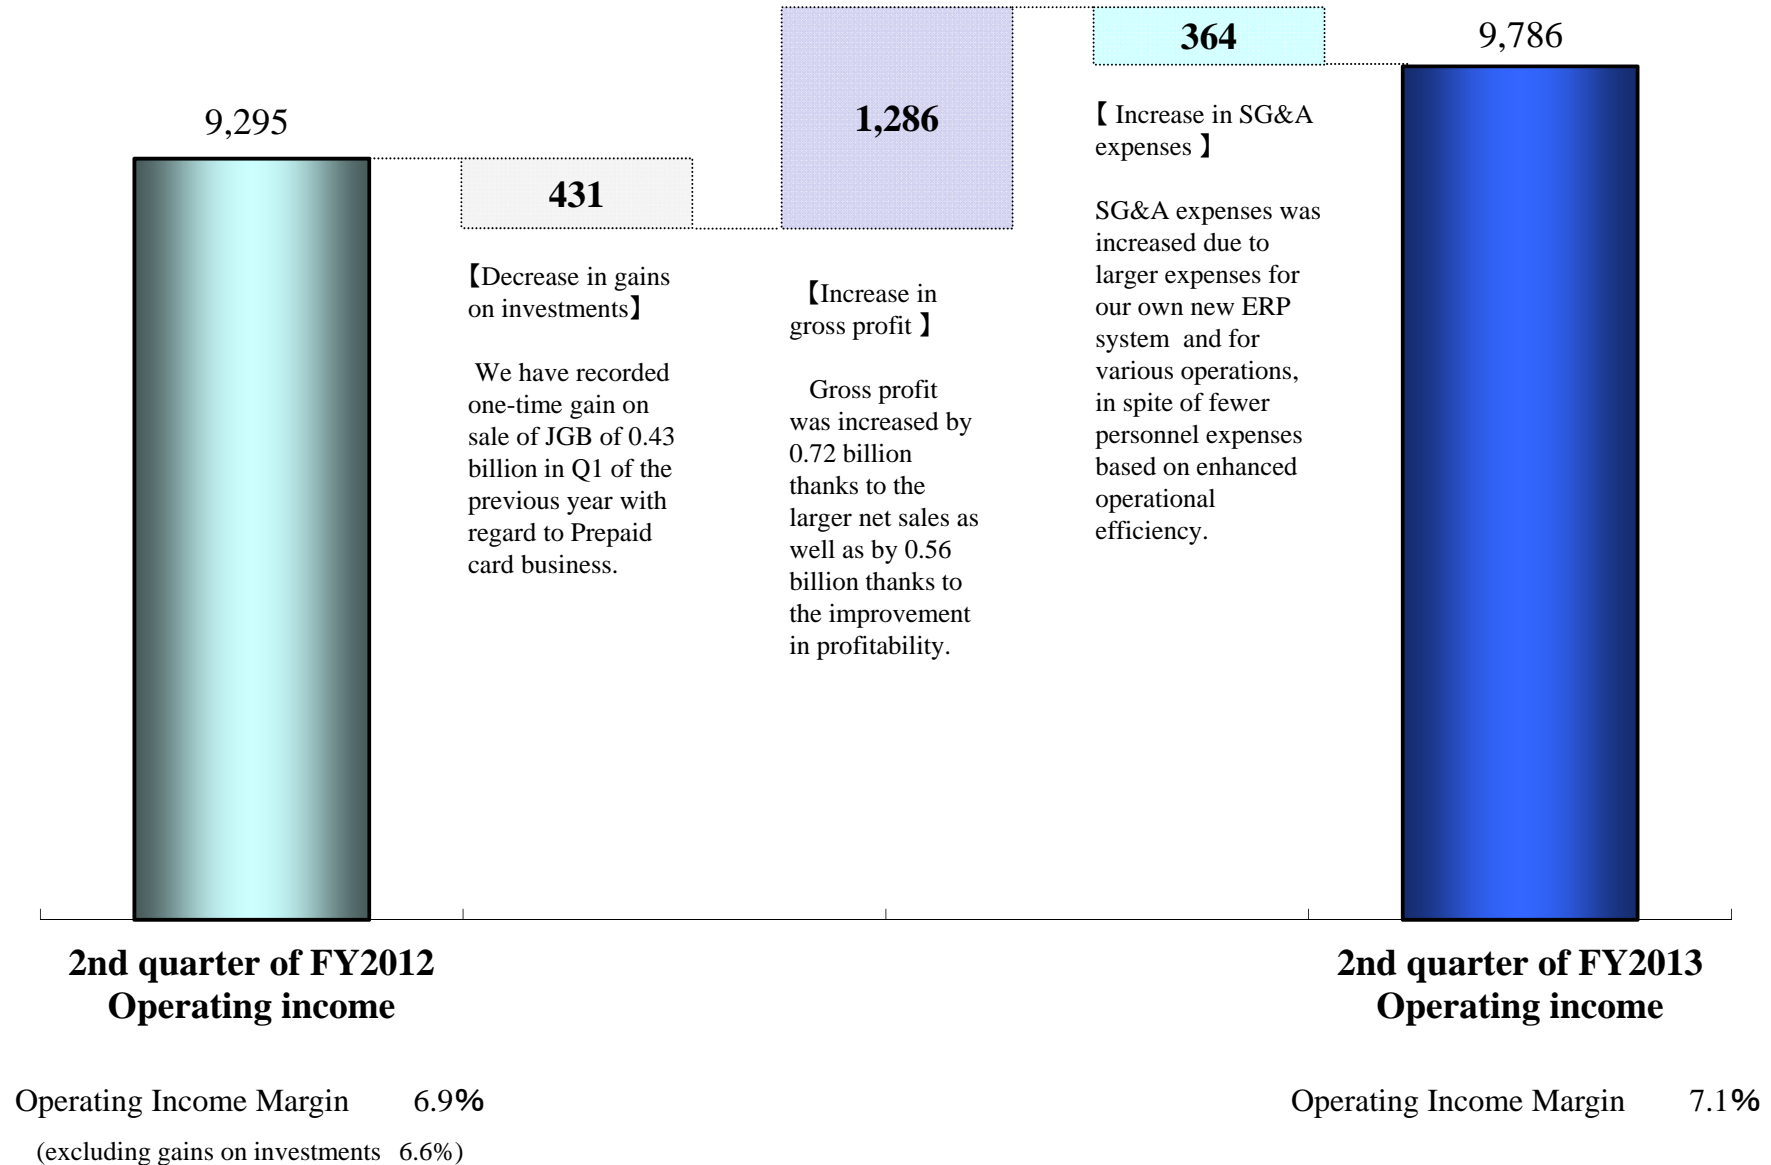 9,295
431
【Decrease in gains
on investments】
We have recorded
one-time gain on
sale of JGB of 0.43
billion in Q1 of the
previous year with
regard to Prepaid
card business.
1,286
【Increase in
gross profit 】
Gross profit
was increased by
0.72 billion
thanks to the
larger net sales as
well as by 0.56
billion thanks to
the improvement
in profitability.
364
【 Increase in SG&A
expenses 】
SG&A expenses was
increased due to
larger expenses for
our own new ERP
system and for
various operations,
in spite of fewer
personnel expenses
based on enhanced
operational
efficiency.
9,786
2nd quarter of FY2012
Operating income
2nd quarter of FY2013
Operating income
Operating Income Margin 6.9%
(excluding gains on investments 6.6%)
Operating Income Margin 7.1%